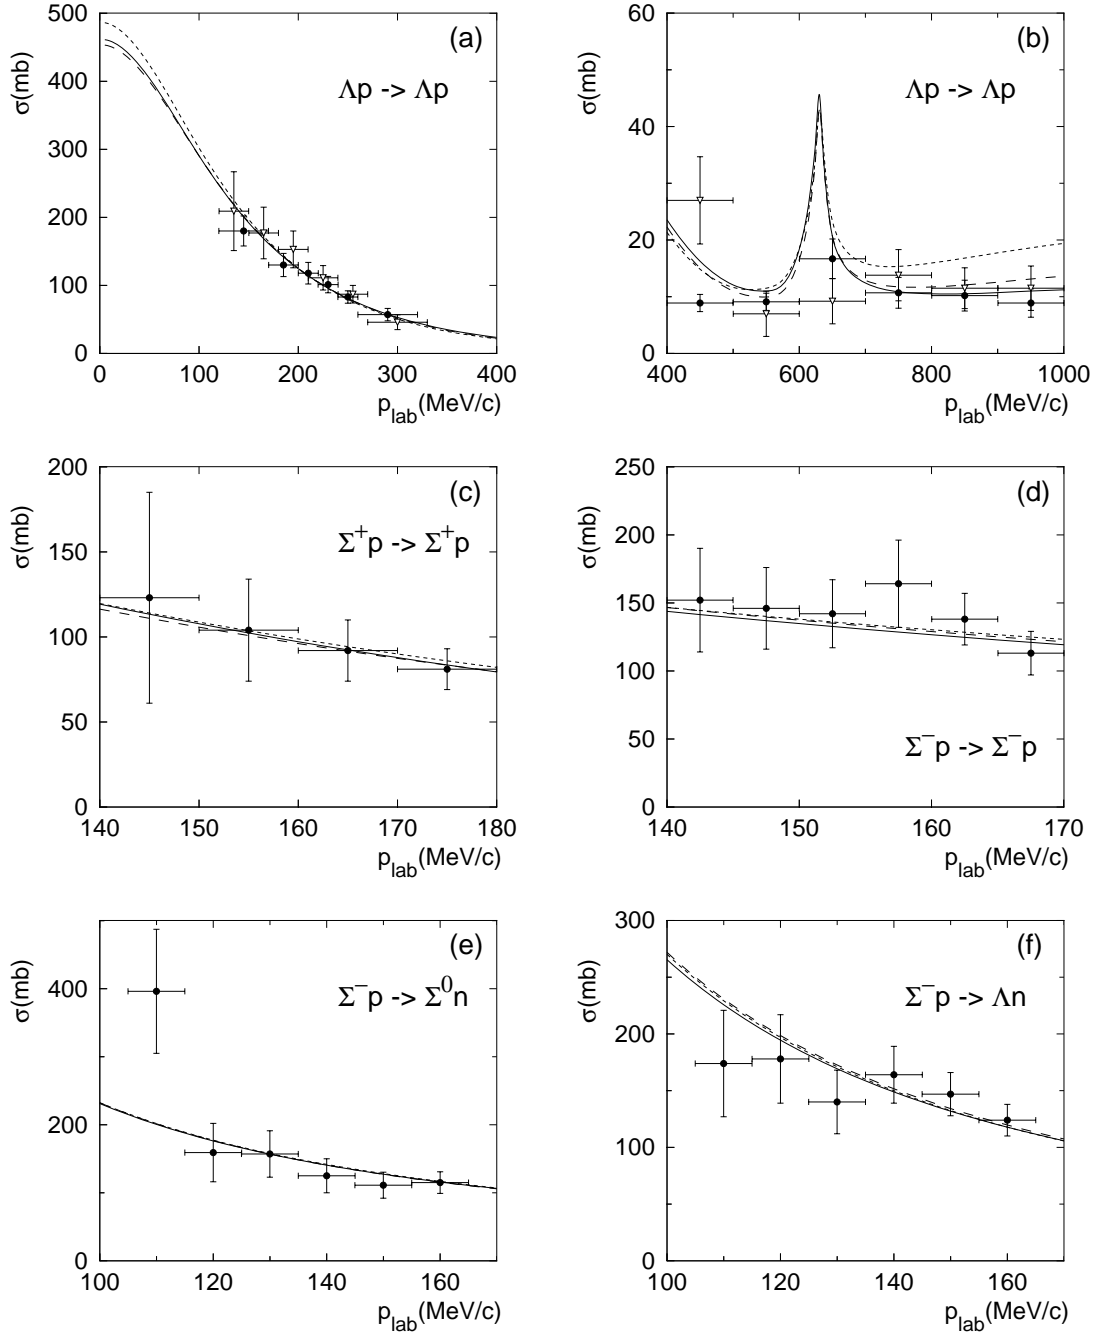 500
400
300
200
100
0
σ(mb)
(a)
Λp -> Λp
0 100 200 300 400
p_lab(MeV/c)
60
40
20
0
σ(mb)
(b)
Λp -> Λp
400 600 800 1000
p_lab(MeV/c)
200
150
100
50
0
σ(mb)
(c)
Σ⁺p -> Σ⁺p
140 150 160 170 180
p_lab(MeV/c)
250
200
150
100
50
0
σ(mb)
(d)
Σ⁻p -> Σ⁻p
140 150 160 170
p_lab(MeV/c)
400
200
0
σ(mb)
(e)
Σ⁻p -> Σ⁰n
100 120 140 160
p_lab(MeV/c)
300
200
100
0
σ(mb)
(f)
Σ⁻p -> Λn
100 120 140 160
p_lab(MeV/c)